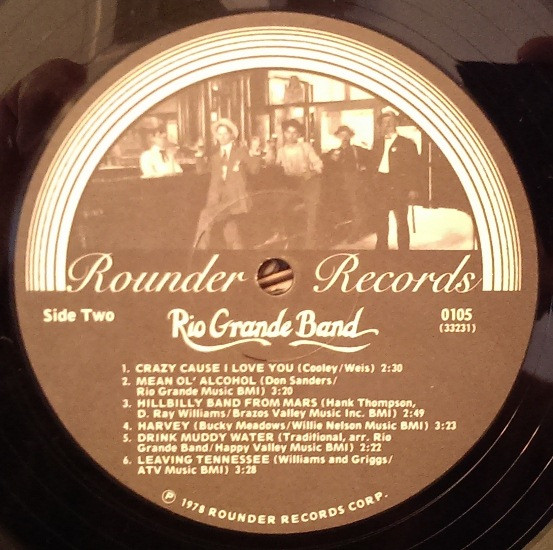 Rounder Records
Side Two
Rio Grande Band
0105
(33231)
1. CRAZY CAUSE I LOVE YOU (Cooley/Weis) 2:30
2. MEAN OL' ALCOHOL (Don Sanders/
Rio Grande Music BMI) 3:20
3. HILLBILLY BAND FROM MARS (Hank Thompson,
D. Ray Williams/Brazos Valley Music Inc. BMI) 2:49
4. HARVEY (Bucky Meadows/Willie Nelson Music BMI) 3:23
5. DRINK MUDDY WATER (Traditional, arr. Rio
Grande Band/Happy Valley Music BMI) 2:22
6. LEAVING TENNESSEE (Williams and Griggs/
ATV Music BMI) 3:28
℗ 1978 ROUNDER RECORDS CORP.